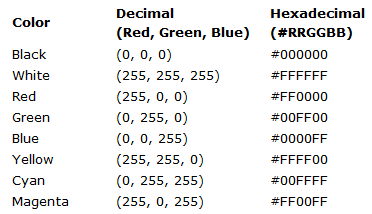 Color Decimal (Red, Green, Blue) Hexadecimal (#RRGGBB)
Black (0, 0, 0) #000000
White (255, 255, 255) #FFFFFF
Red (255, 0, 0) #FF0000
Green (0, 255, 0) #00FF00
Blue (0, 0, 255) #0000FF
Yellow (255, 255, 0) #FFFF00
Cyan (0, 255, 255) #00FFFF
Magenta (255, 0, 255) #FF00FF